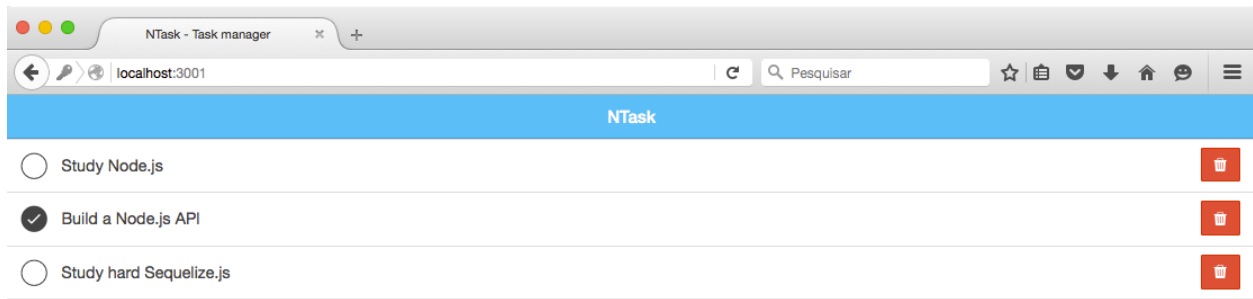 NTask - Task manager
localhost:3001
Pesquisar
NTask
Study Node.js
Build a Node.js API
Study hard Sequelize.js